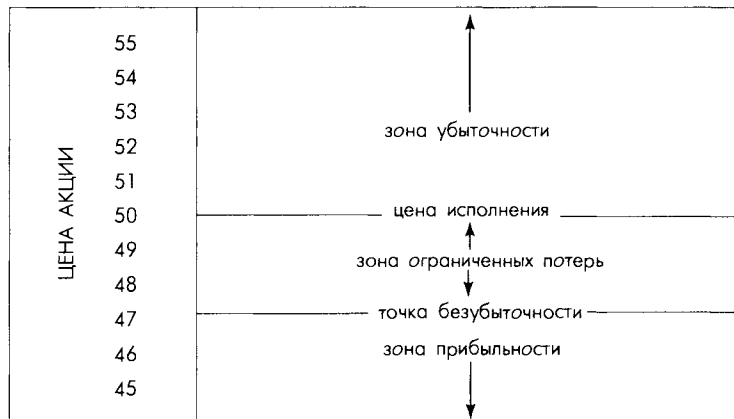 ЦЕНА АКЦИИ
55
54
53
зона убыточности
52
51
50
цена исполнения
49
зона ограниченных потерь
48
47
точка безубыточности
46
зона прибыльности
45